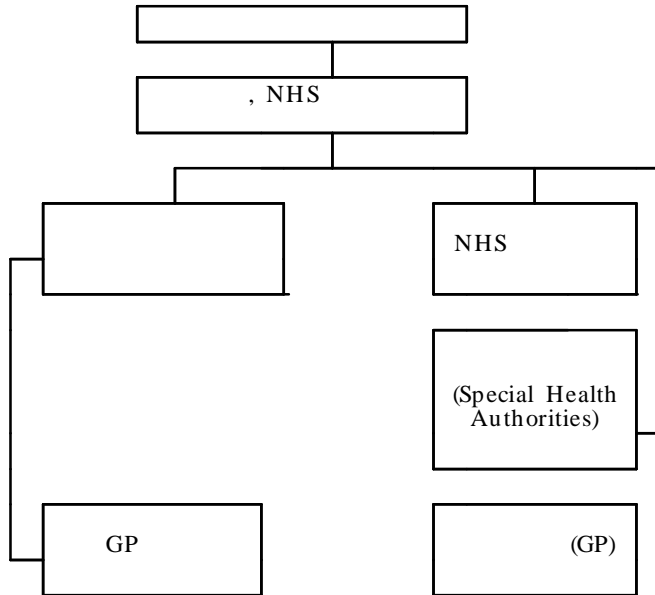 , NHS
NHS
(Special Health
Authorities)
GP
(GP)